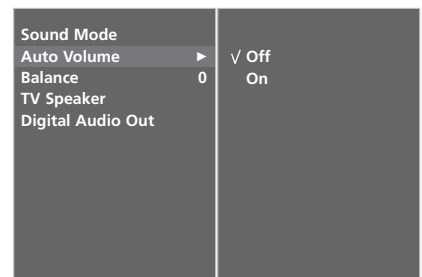 Sound Mode
Auto Volume ► √ Off
Balance 0 On
TV Speaker
Digital Audio Out